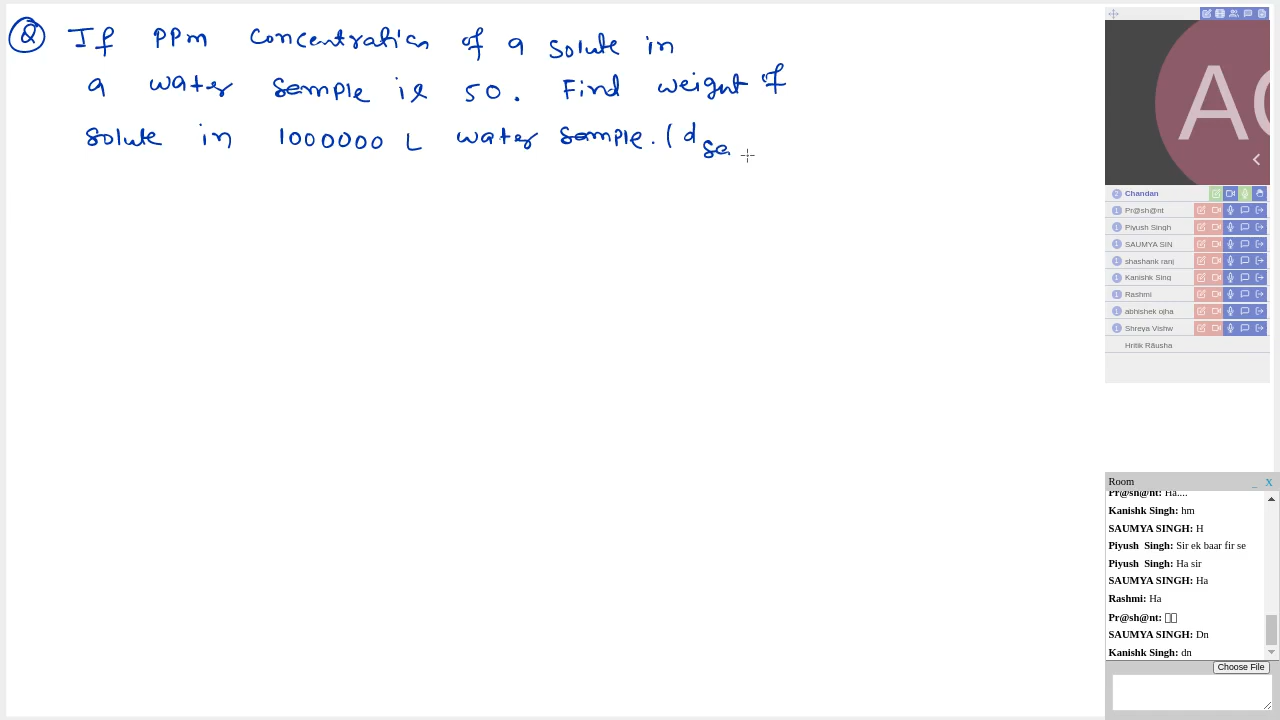 Q If PPm concentration of a solute in
a water sample is 50. Find weight of
solute in 1000000 L water sample. (d sa
AC
Chandan
Pr@sh@nt
Piyush Singh
SAUMYA SIN
shashank ranj
Kanishk Sing
Rashmi
abhishek ojha
Shreya Vishw
Hritik Räusha
Room _ X
Pr@sh@nt: Ha....
Kanishk Singh: hm
SAUMYA SINGH: H
Piyush Singh: Sir ek baar fir se
Piyush Singh: Ha sir
SAUMYA SINGH: Ha
Rashmi: Ha
Pr@sh@nt:
SAUMYA SINGH: Dn
Kanishk Singh: dn
Choose File